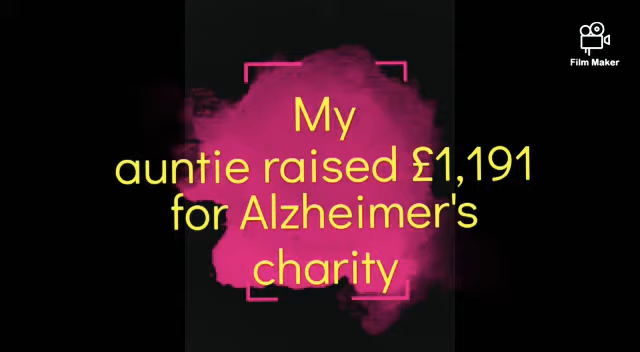 Film Maker
My
auntie raised £1,191
for Alzheimer's
charity